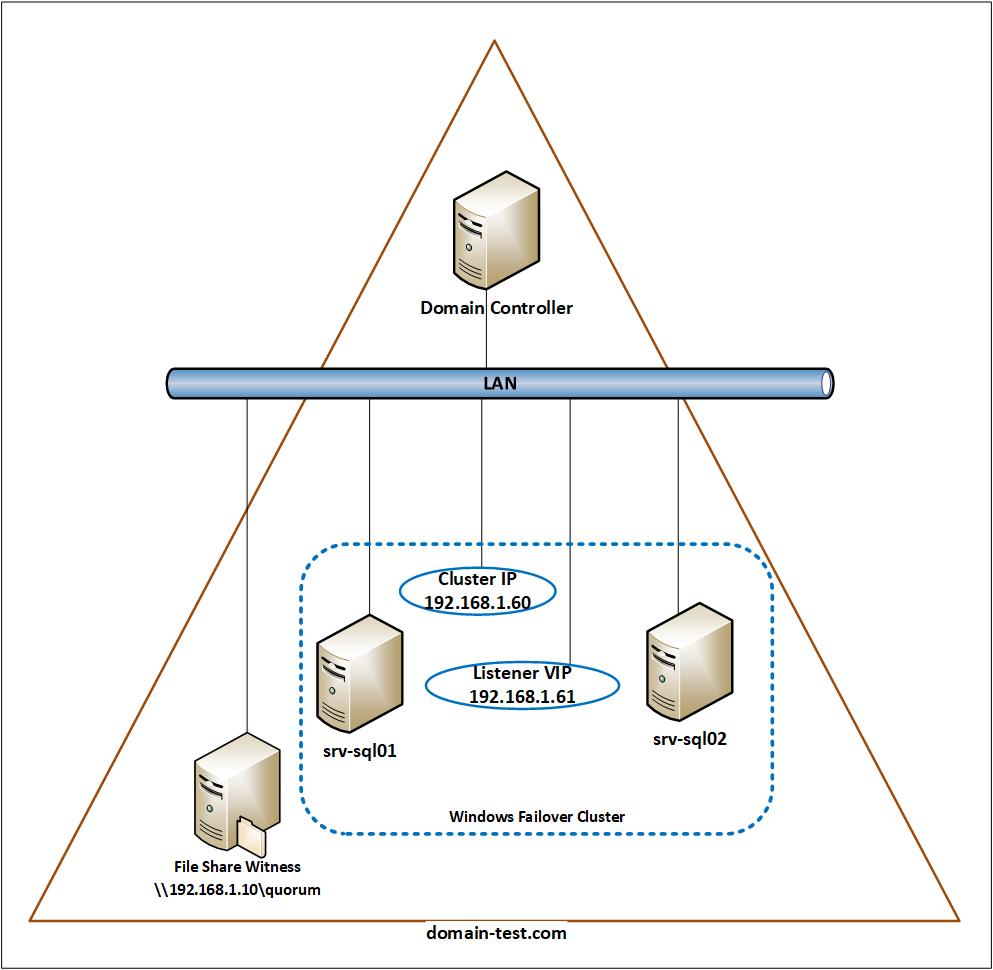 Domain Controller
LAN
Cluster IP
192.168.1.60
Listener VIP
192.168.1.61
srv-sql01
srv-sql02
Windows Failover Cluster
File Share Witness
\\192.168.1.10\quorum
domain-test.com